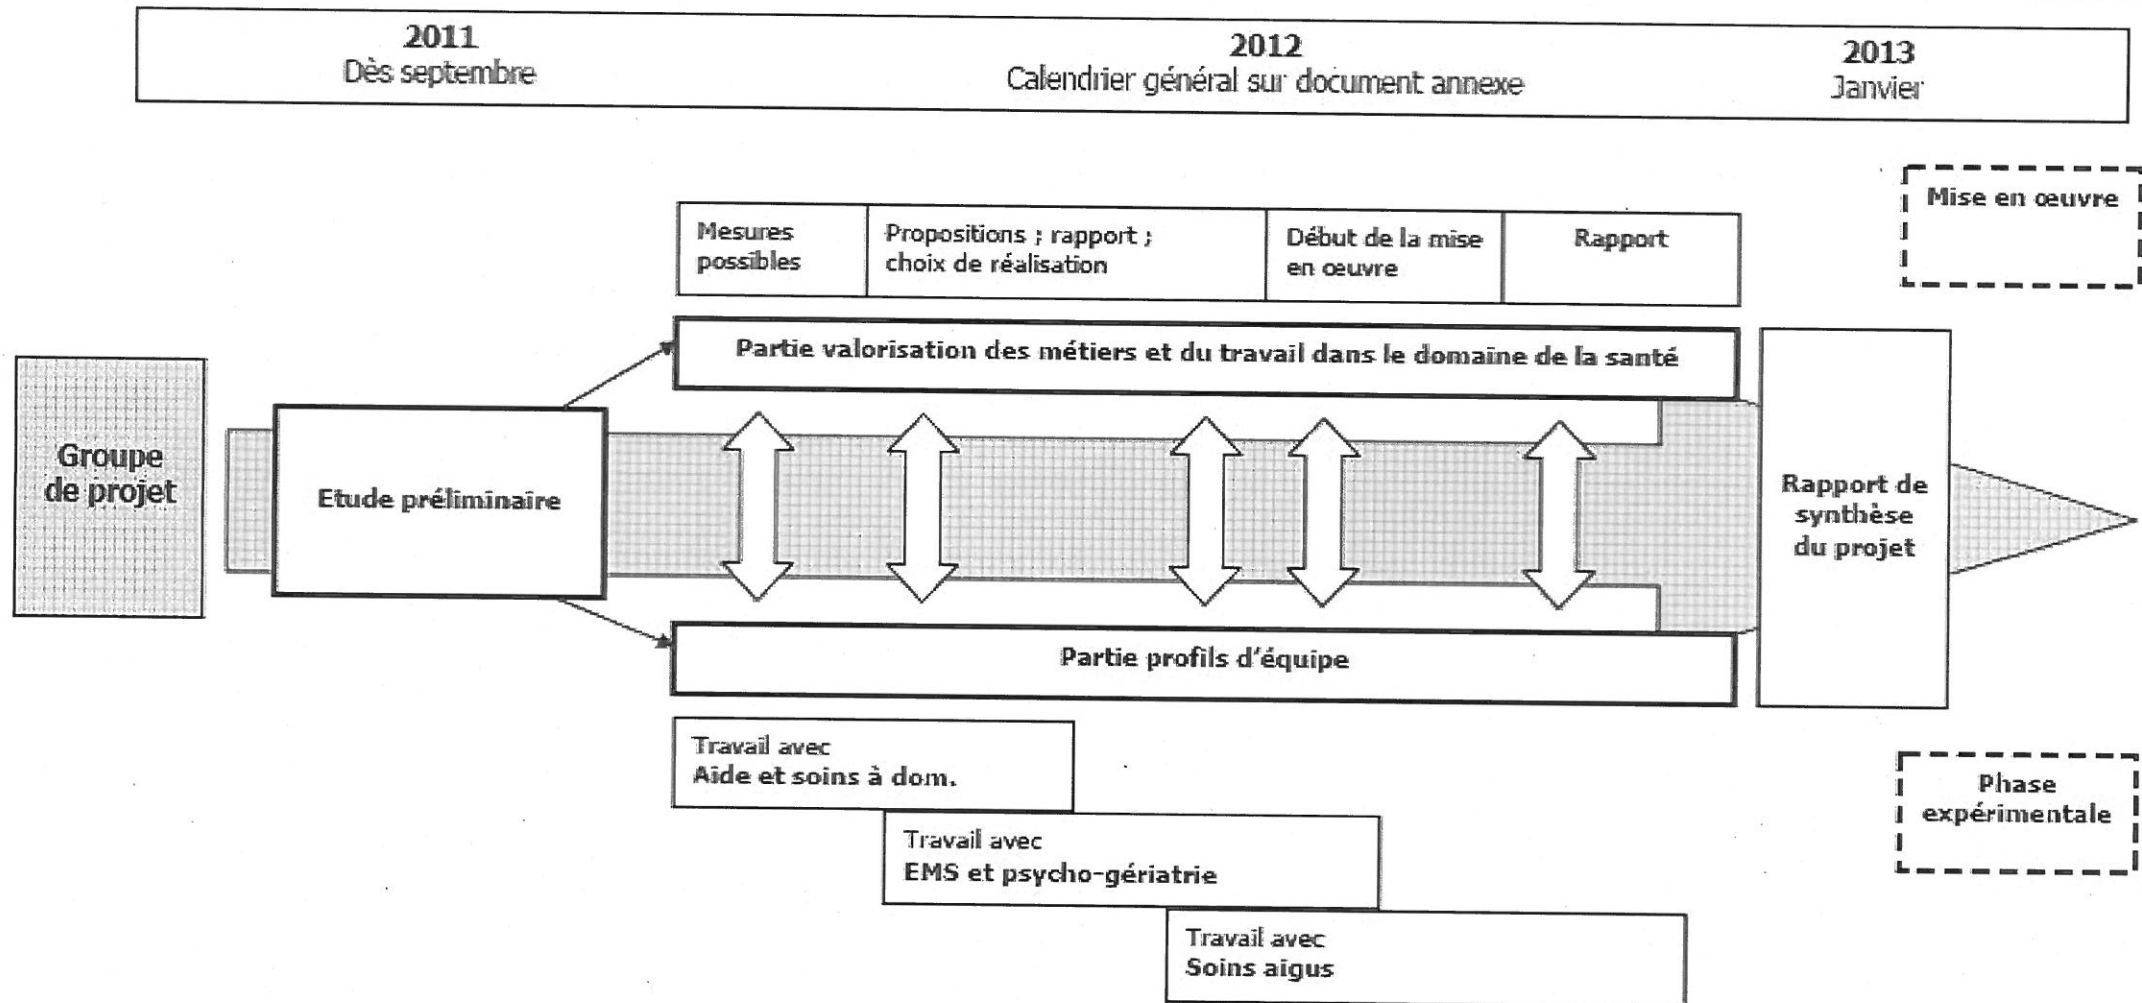 2011
Dès septembre
2012
Calendrier général sur document annexe
2013
Janvier
Mise en œuvre
Mesures
possibles
Propositions ; rapport ;
choix de réalisation
Début de la mise
en œuvre
Rapport
Partie valorisation des métiers et du travail dans le domaine de la santé
Groupe
de projet
Etude préliminaire
Rapport de
synthèse
du projet
Partie profils d'équipe
Travail avec
Aide et soins à dom.
Travail avec
EMS et psycho-gériatrie
Travail avec
Soins aigus
Phase
expérimentale